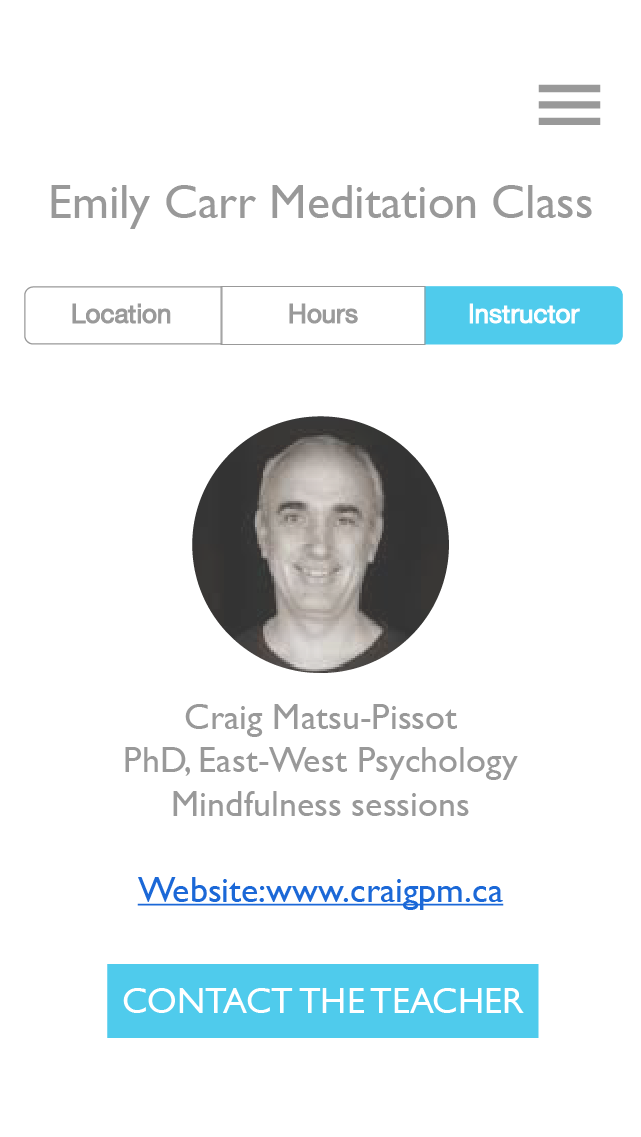 Emily Carr Meditation Class
Location Hours Instructor
Craig Matsu-Pissot
PhD, East-West Psychology
Mindfulness sessions
Website:www.craigpm.ca
CONTACT THE TEACHER